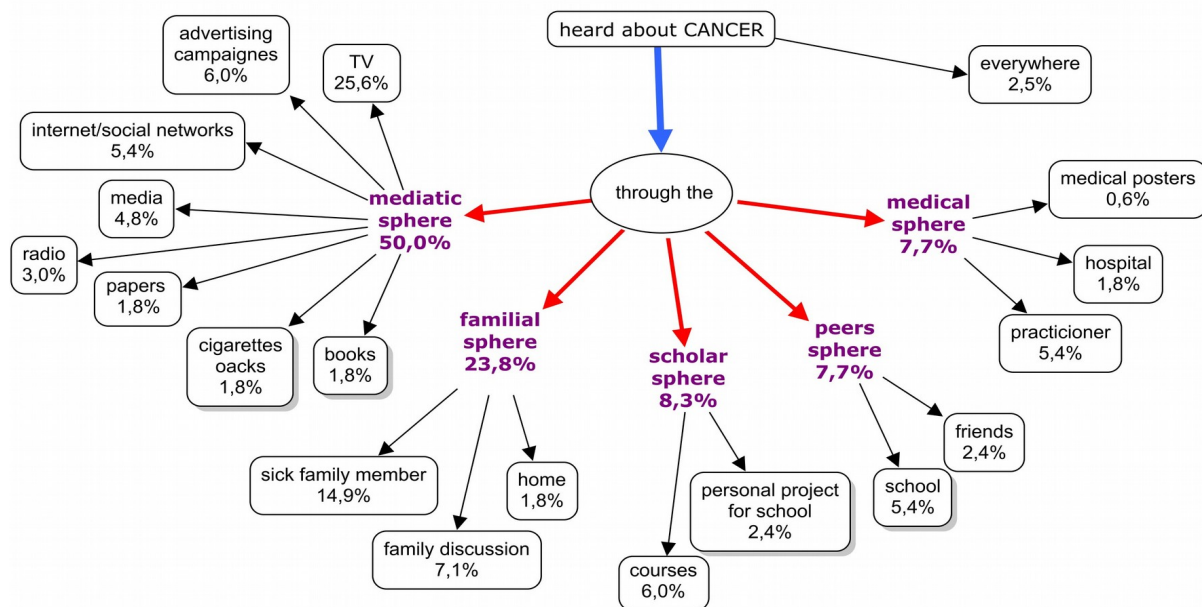 heard about CANCER
everywhere
2,5%
through the
mediatic
sphere
50,0%
TV
25,6%
advertising
campaignes
6,0%
internet/social networks
5,4%
media
4,8%
radio
3,0%
papers
1,8%
cigarettes
oacks
1,8%
books
1,8%
familial
sphere
23,8%
sick family member
14,9%
family discussion
7,1%
home
1,8%
scholar
sphere
8,3%
courses
6,0%
personal project
for school
2,4%
peers
sphere
7,7%
school
5,4%
friends
2,4%
medical
sphere
7,7%
medical posters
0,6%
hospital
1,8%
practicioner
5,4%